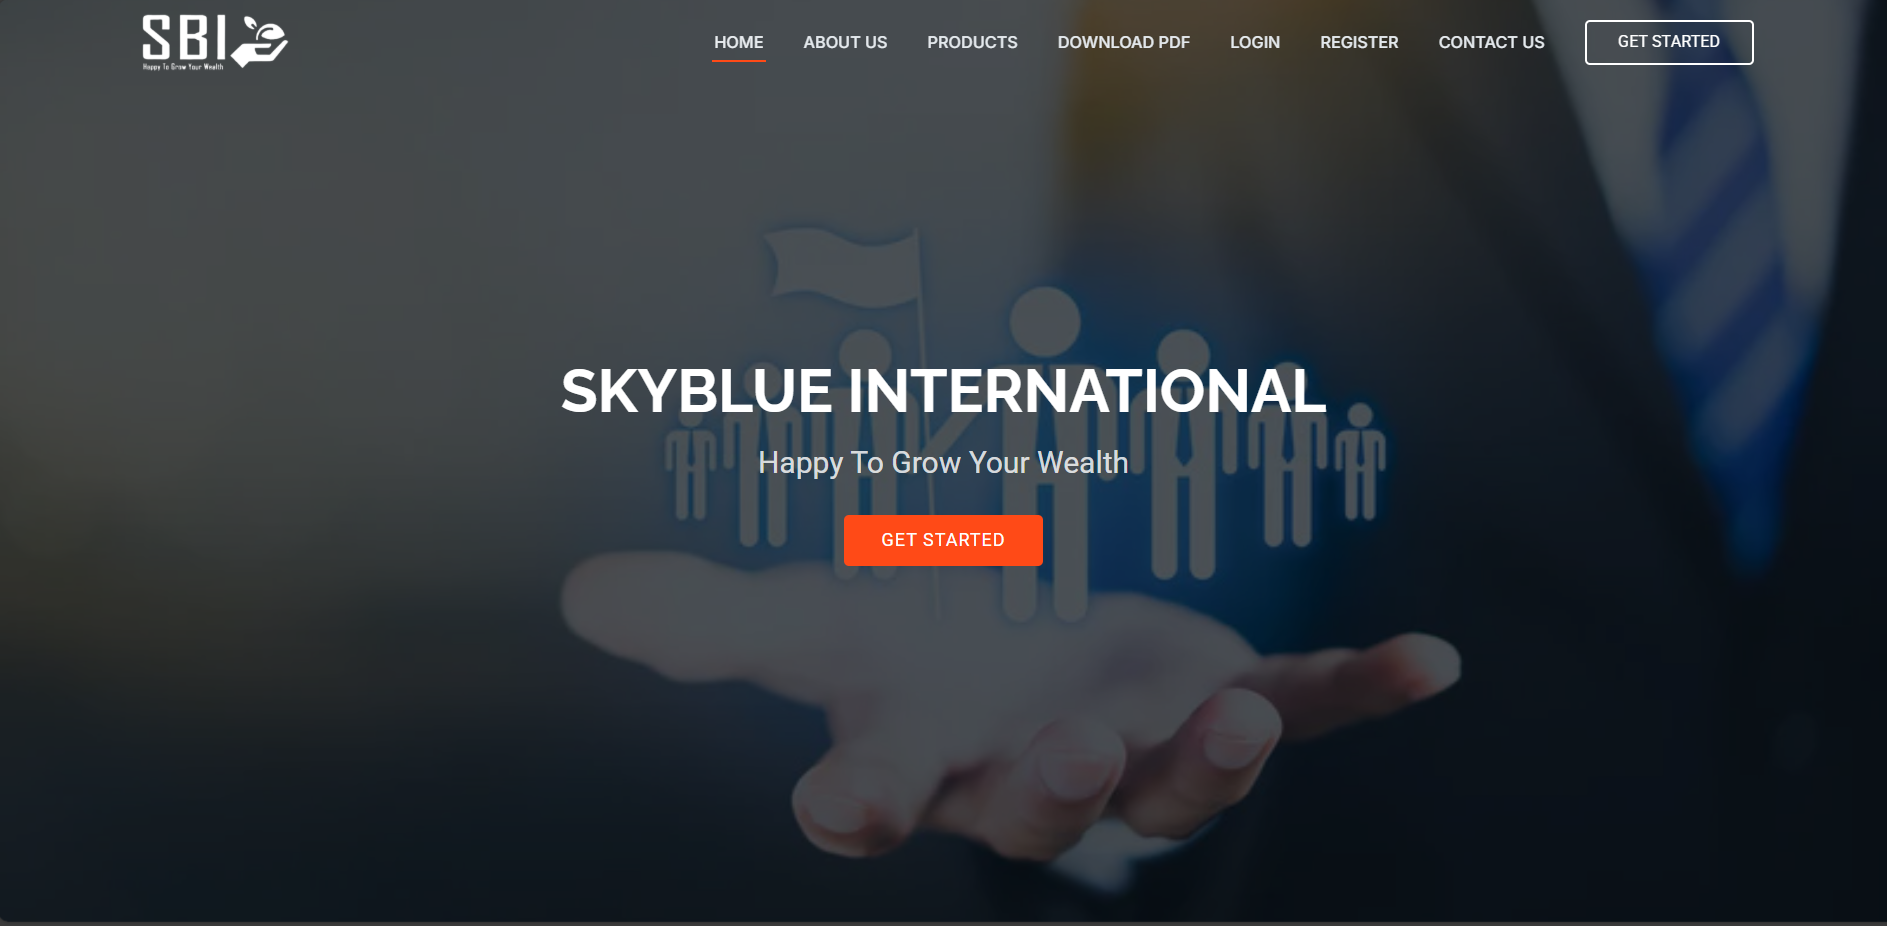 SBI
Happy To Grow Your Wealth
HOME
ABOUT US
PRODUCTS
DOWNLOAD PDF
LOGIN
REGISTER
CONTACT US
GET STARTED
SKYBLUE INTERNATIONAL
Happy To Grow Your Wealth
GET STARTED